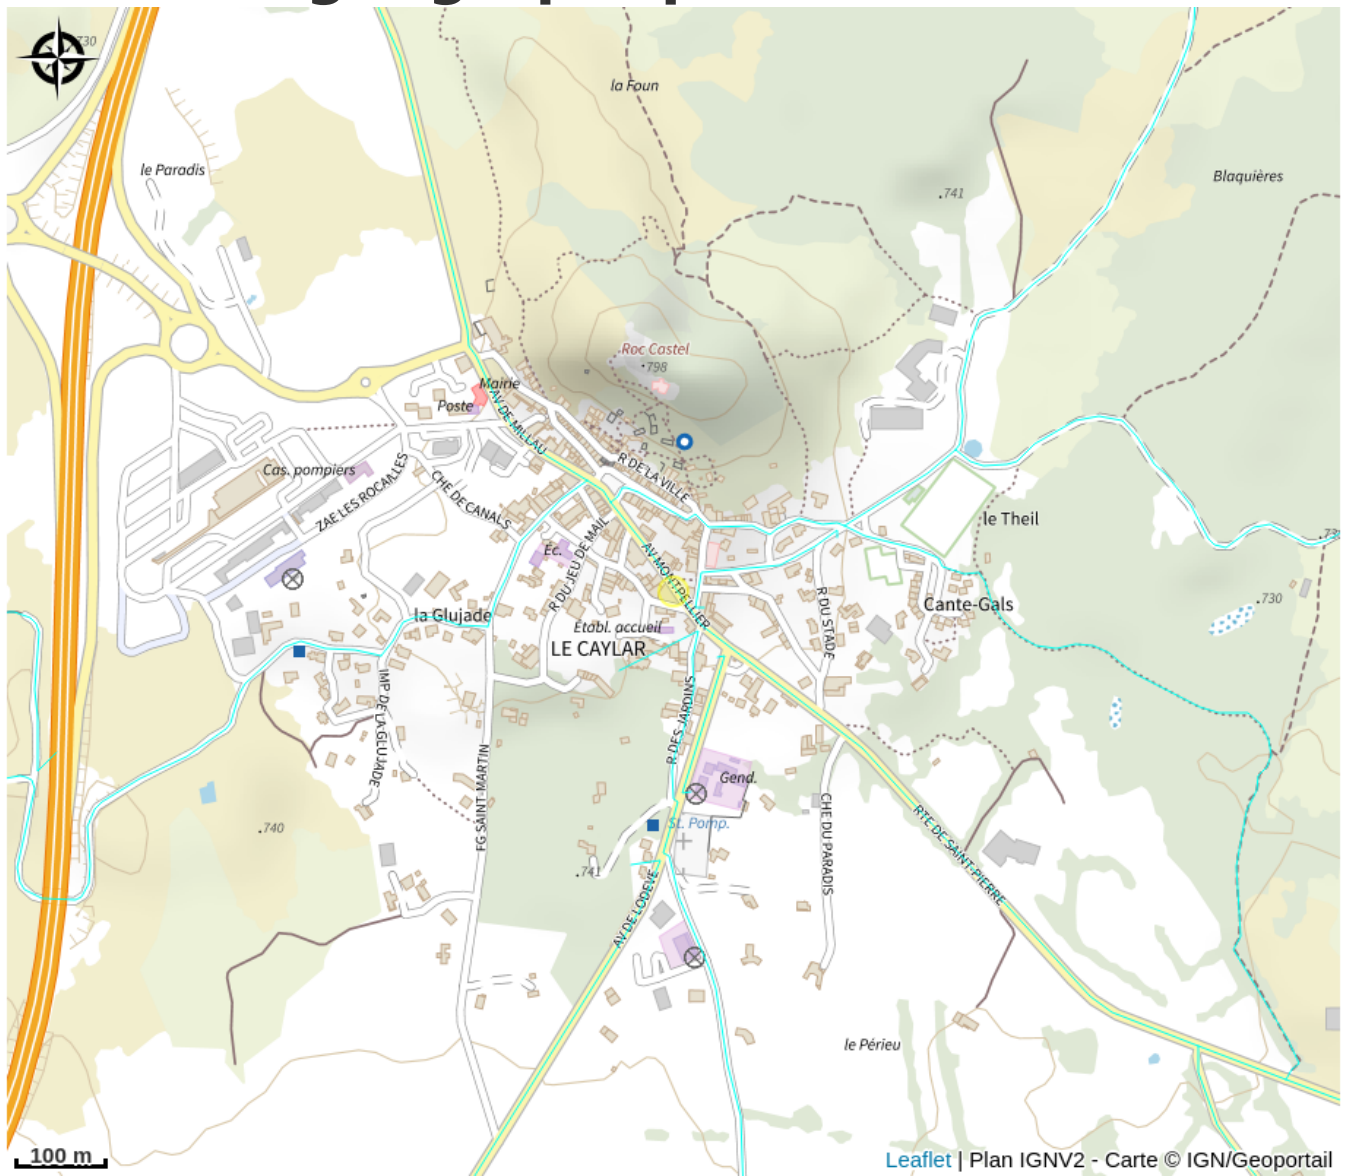 730
la Foun
le Paradis
Blaquières
.741
Roc Castel
.798
Mairie
Poste
AV DE MILLAU
Cas. pompiers
R DE LA VILLE
CHE DE CANALS
ZAE LES ROCAILLES
le Theil
Éc.
R DU JEU DE MAIL
AV MONTPELLIER
R DU STADE
Cante-Gals
.730
la Glujade
Établ. accueil
LE CAYLAR
IMP DE LA GLUJADE
R DES JARDINS
FG SAINT-MARTIN
Gend.
St. Pomp.
.740
CHE DU PARADIS
RTE DE SAINT-PIERRE
.741
AV DE LODÈVE
le Périeu
100 m
Leaflet | Plan IGNV2 - Carte © IGN/Geoportail